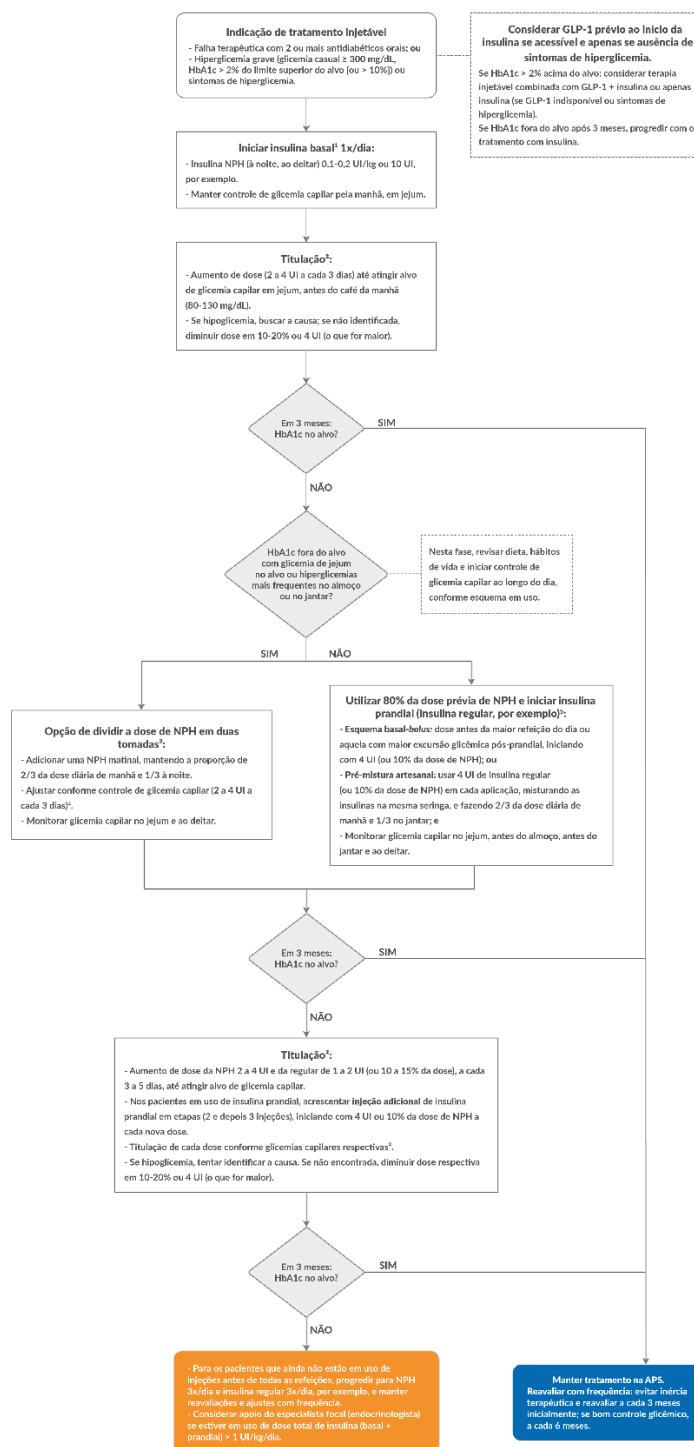 Indicação de tratamento injetável
- Falha terapêutica com 2 ou mais antidiabéticos orais; ou
- Hiperglicemia grave (glicemia casual ≥ 300 mg/dL,
HbA1c > 2% do limite superior do alvo [ou > 10%]) ou
sintomas de hiperglicemia.
Considerar GLP-1 prévio ao início da
insulina se acessível e apenas se ausência de
sintomas de hiperglicemia.
Se HbA1c > 2% acima do alvo: considerar terapia
injetável combinada com GLP-1 + insulina ou apenas
insulina (se GLP-1 indisponível ou sintomas de
hiperglicemia).
Se HbA1c fora do alvo após 3 meses, progredir com o
tratamento com insulina.
Iniciar insulina basal¹ 1x/dia:
- Insulina NPH (à noite, ao deitar) 0,1-0,2 UI/kg ou 10 UI,
por exemplo.
- Manter controle de glicemia capilar pela manhã, em jejum.
Titulação²:
- Aumento de dose (2 a 4 UI a cada 3 dias) até atingir alvo
de glicemia capilar em jejum, antes do café da manhã
(80-130 mg/dL).
- Se hipoglicemia, buscar a causa; se não identificada,
diminuir dose em 10-20% ou 4 UI (o que for maior).
Em 3 meses:
HbA1c no alvo?
SIM
NÃO
HbA1c fora do alvo
com glicemia de jejum
no alvo ou hiperglicemias
mais frequentes no almoço
ou no jantar?
Nesta fase, revisar dieta, hábitos
de vida e iniciar controle de
glicemia capilar ao longo do dia,
conforme esquema em uso.
SIM
NÃO
Opção de dividir a dose de NPH em duas
tomadas³:
- Adicionar uma NPH matinal, mantendo a proporção de
2/3 da dose diária de manhã e 1/3 à noite.
- Ajustar conforme controle de glicemia capilar (2 a 4 UI a
cada 3 dias)⁴.
- Monitorar glicemia capilar no jejum e ao deitar.
Utilizar 80% da dose prévia de NPH e iniciar insulina
prandial (Insulina regular, por exemplo)⁵:
- Esquema basal-bolus: dose antes da maior refeição do dia ou
aquela com maior excursão glicêmica pós-prandial, iniciando
com 4 UI (ou 10% da dose de NPH); ou
- Pré-mistura artesanal: usar 4 UI de insulina regular
(ou 10% da dose de NPH) em cada aplicação, misturando as
insulinas na mesma seringa, e fazendo 2/3 da dose diária de
manhã e 1/3 no jantar; e
- Monitorar glicemia capilar no jejum, antes do almoço, antes do
jantar e ao deitar.
Em 3 meses:
HbA1c no alvo?
SIM
NÃO
Titulação²:
- Aumento de dose da NPH 2 a 4 UI e da regular de 1 a 2 UI (ou 10 a 15% da dose), a cada
3 a 5 dias, até atingir alvo de glicemia capilar.
- Nos pacientes em uso de insulina prandial, acrescentar injeção adicional de insulina
prandial em etapas (2 e depois 3 injeções), iniciando com 4 UI ou 10% da dose de NPH a
cada nova dose.
- Titulação de cada dose conforme glicemias capilares respectivas².
- Se hipoglicemia, tentar identificar a causa. Se não encontrada, diminuir dose respectiva
em 10-20% ou 4 UI (o que for maior).
Em 3 meses:
HbA1c no alvo?
SIM
NÃO
- Para os pacientes que ainda não estão em uso de
injeções antes de todas as refeições, progredir para NPH
3x/dia e insulina regular 3x/dia, por exemplo, e manter
reavaliações e ajustes com frequência.
- Considerar apoio do especialista focal (endocrinologista)
se estiver em uso de dose total de insulina (basal +
prandial) > 1 UI/kg/dia.
Manter tratamento na APS.
Reavaliar com frequência: evitar inércia
terapêutica e reavaliar a cada 3 meses
inicialmente; se bom controle glicêmico,
a cada 6 meses.